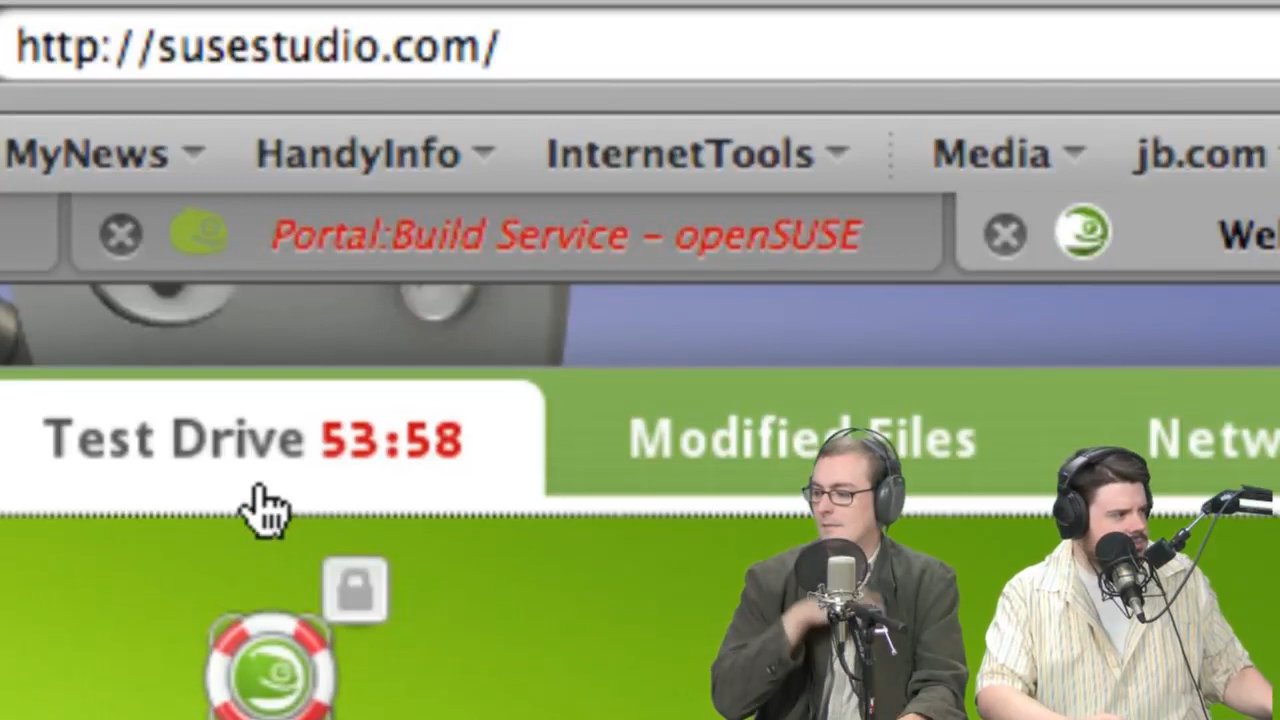 http://susestudio.com/
MyNews HandyInfo InternetTools Media jb.com
Portal:Build Service – openSUSE
Test Drive 53:58 Modified Files